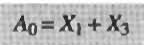 A₀ = X₁ + X₃